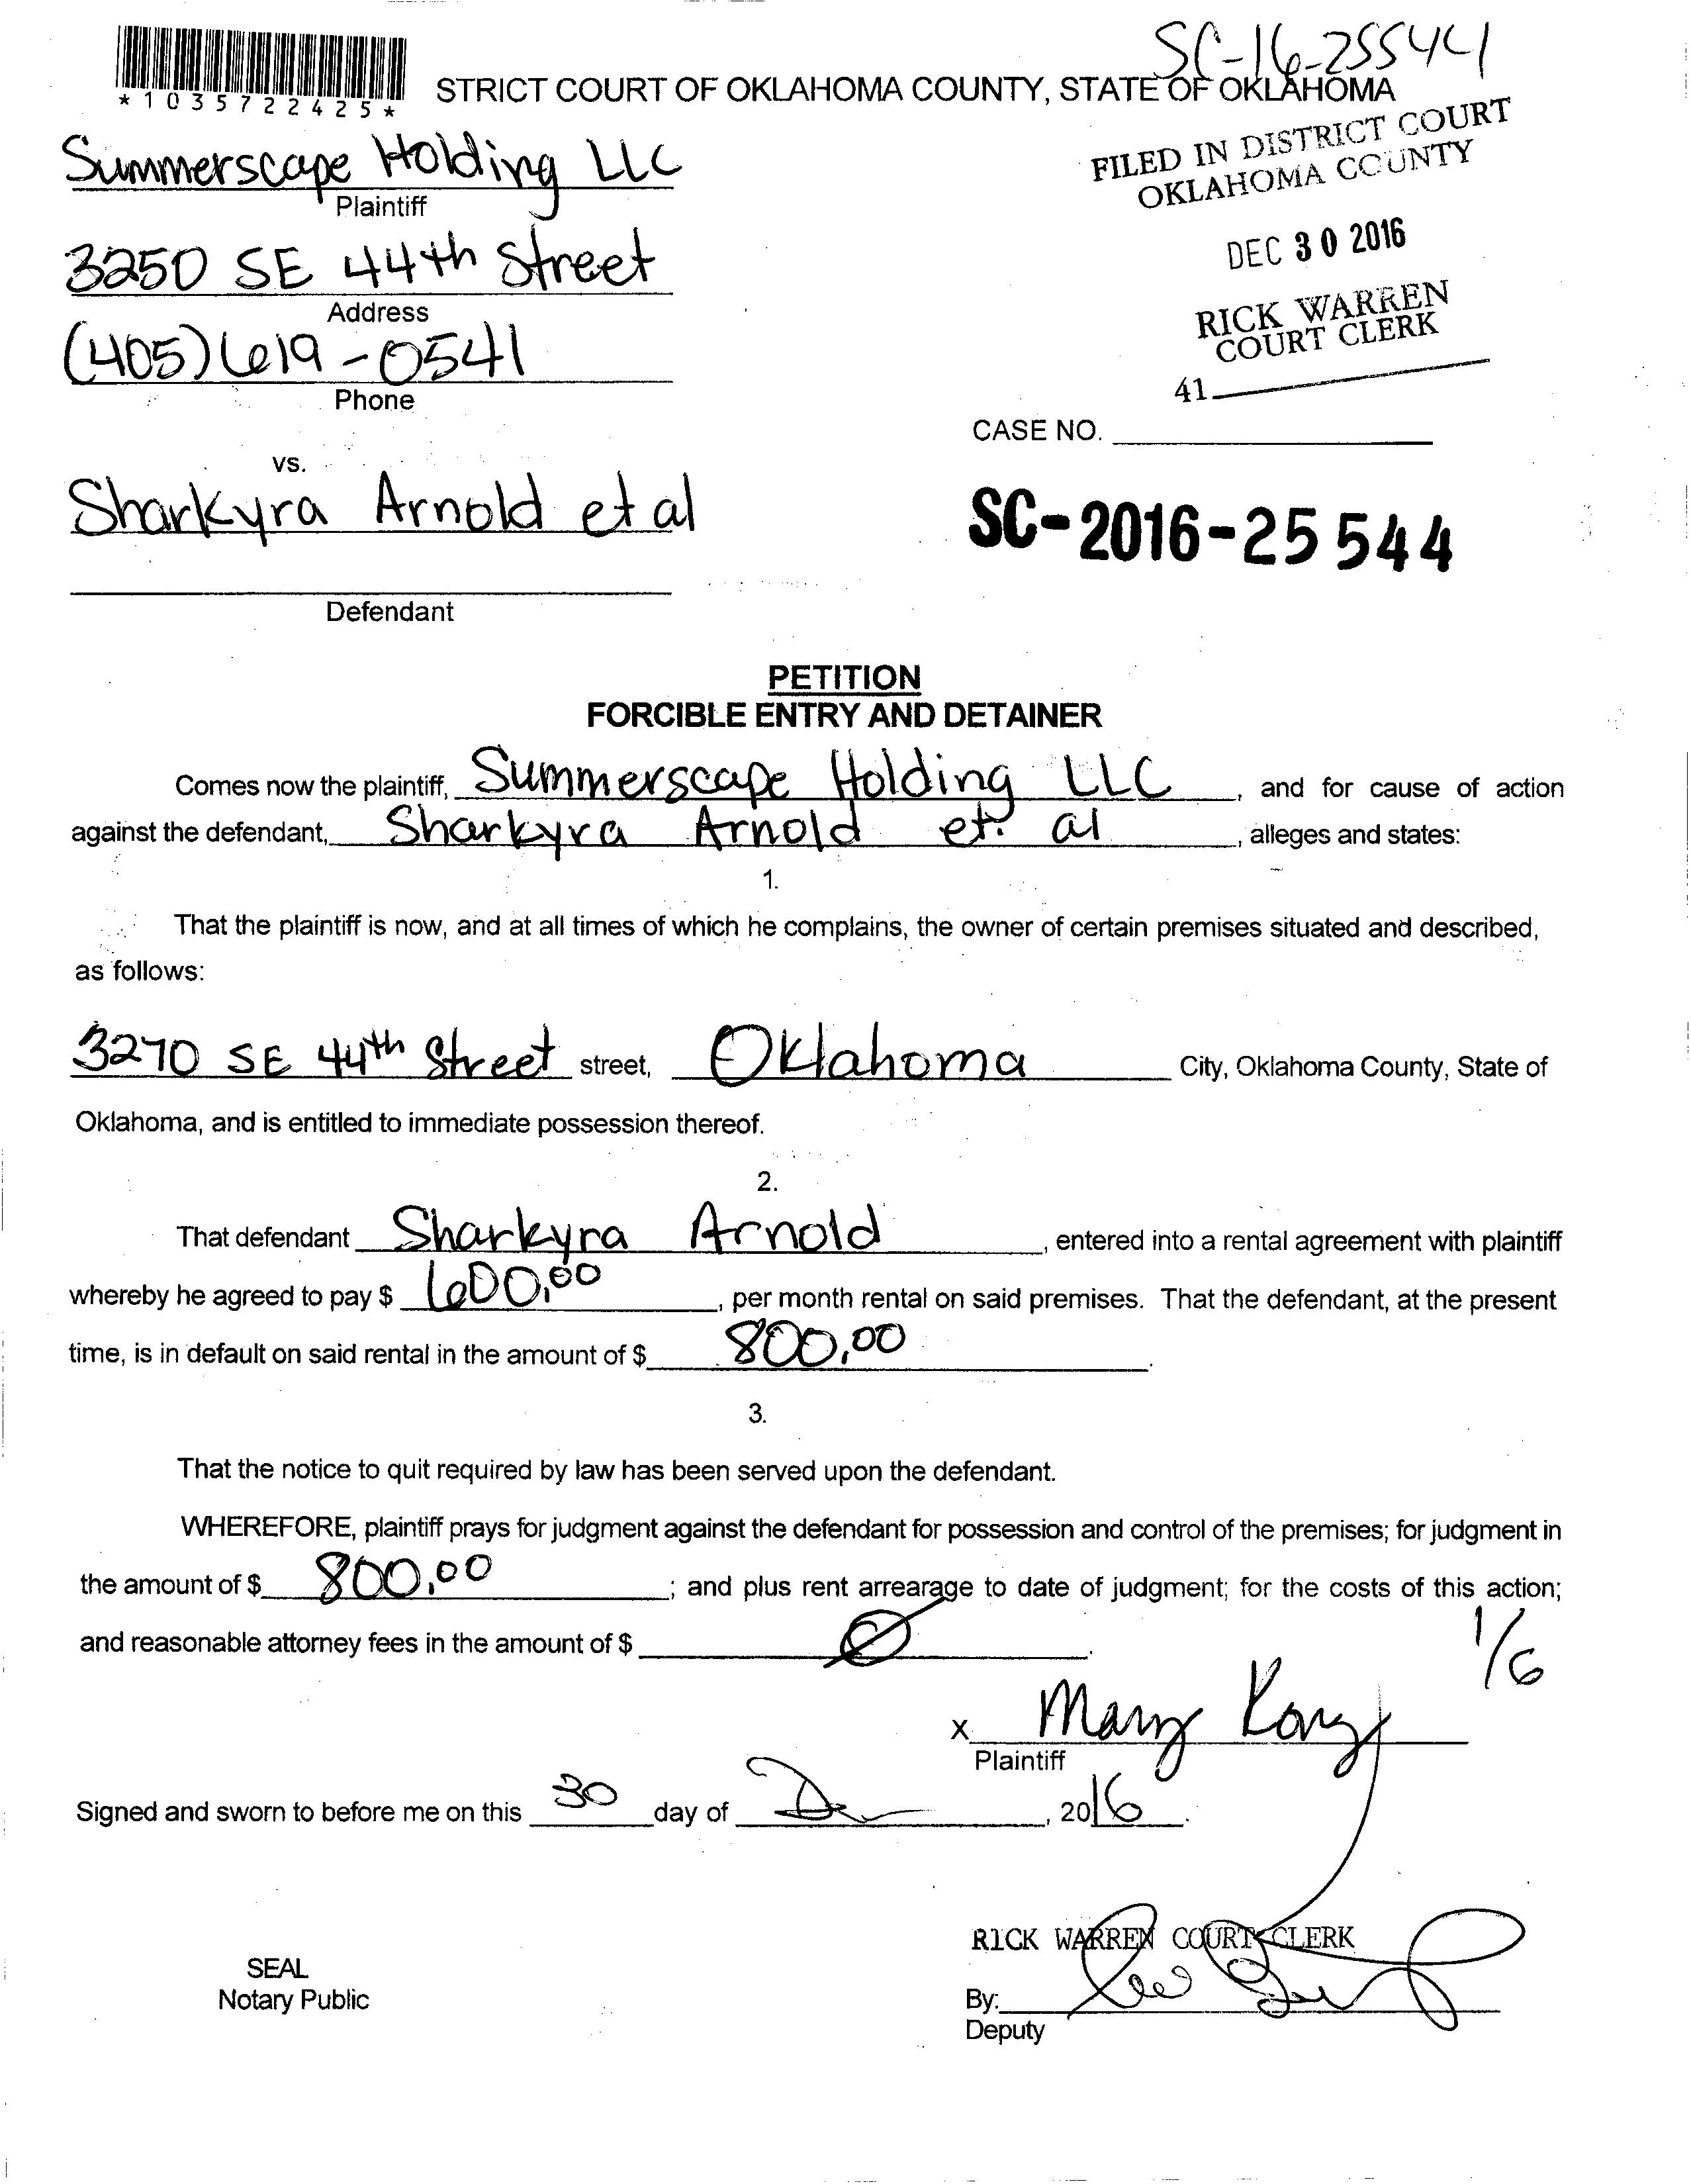 SC-16-25544
*1035722425*
STRICT COURT OF OKLAHOMA COUNTY, STATE OF OKLAHOMA
Summerscape Holding LLC
Plaintiff
FILED IN DISTRICT COURT
OKLAHOMA COUNTY
3250 SE 44th Street
Address
DEC 30 2016
(405)619-0541
Phone
RICK WARREN
COURT CLERK
41
CASE NO.
vs.
Sharkyra Arnold et al
SC-2016-25544
Defendant
PETITION
FORCIBLE ENTRY AND DETAINER
Comes now the plaintiff, Summerscape Holding LLC, and for cause of action
against the defendant, Sharkyra Arnold et. al, alleges and states:
1.
That the plaintiff is now, and at all times of which he complains, the owner of certain premises situated and described,
as follows:
3270 SE 44th Street street, Oklahoma City, Oklahoma County, State of
Oklahoma, and is entitled to immediate possession thereof.
2.
That defendant Sharkyra Arnold, entered into a rental agreement with plaintiff
whereby he agreed to pay $ 600.00, per month rental on said premises. That the defendant, at the present
time, is in default on said rental in the amount of $ 800.00.
3.
That the notice to quit required by law has been served upon the defendant.
WHEREFORE, plaintiff prays for judgment against the defendant for possession and control of the premises; for judgment in
the amount of $ 800.00; and plus rent arrearage to date of judgment; for the costs of this action;
and reasonable attorney fees in the amount of $ Ø.
1/6
X Mary Kong
Plaintiff
Signed and sworn to before me on this 30 day of De, 2016.
RICK WARREN COURT CLERK
SEAL
Notary Public
By:
Deputy